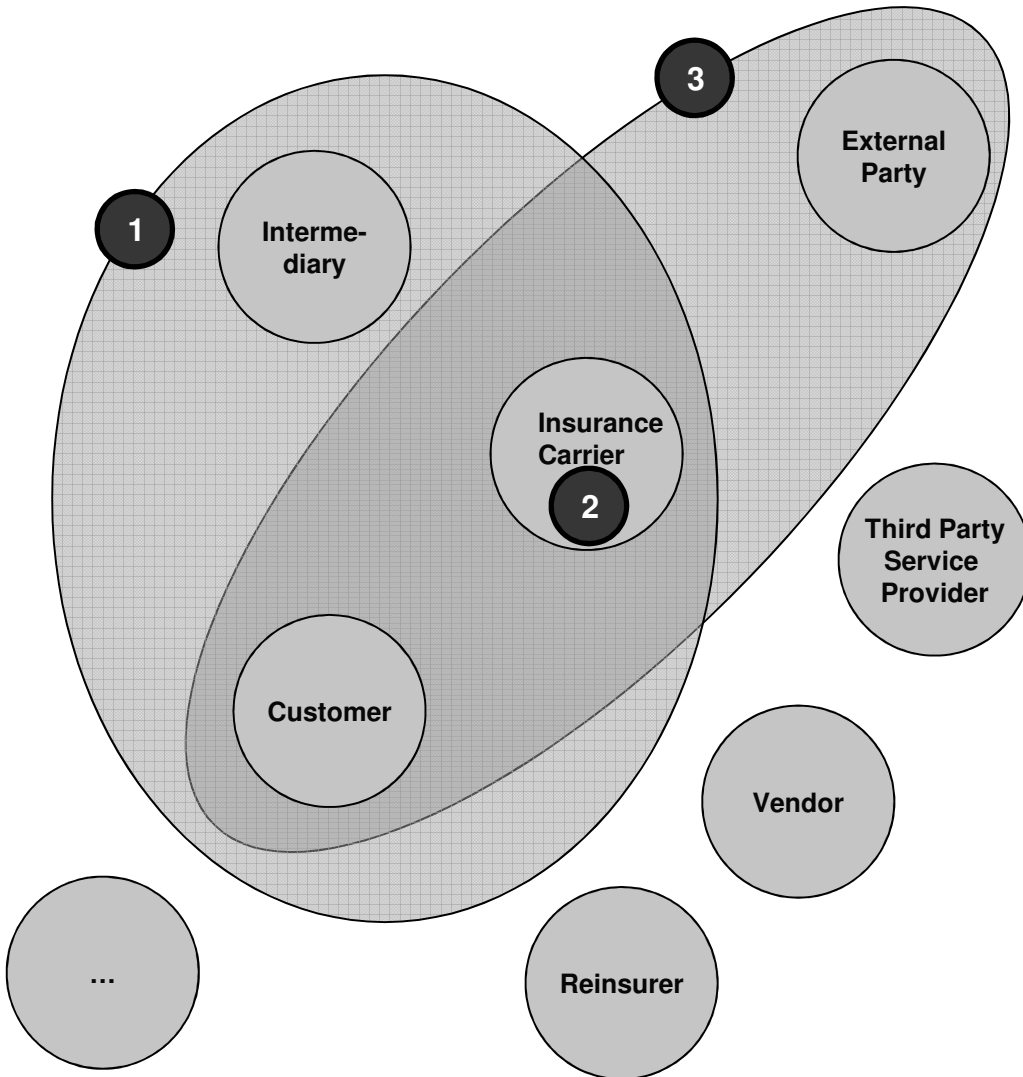 3
External
Party
1
Interme-
diary
Insurance
Carrier
2
Third Party
Service
Provider
Customer
Vendor
...
Reinsurer